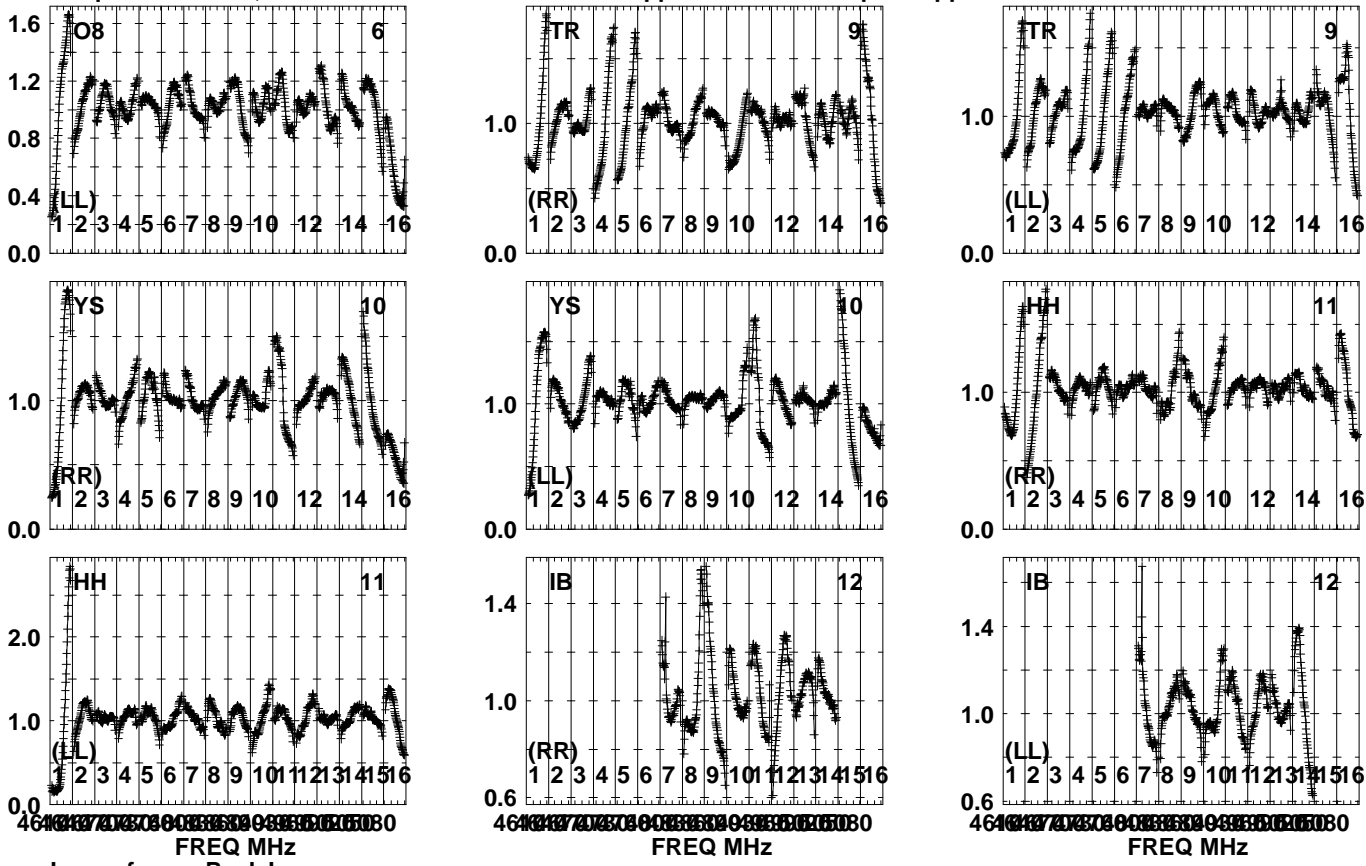 1.6 O8 6
1.2
0.8
0.4
(LL)
1 2 3 4 5 6 7 8 9 10 12 14 16
0.0
TR 9
1.0
(RR)
1 2 3 4 5 6 7 8 9 10 12 14 16
0.0
TR 9
1.0
(LL)
1 2 3 4 5 6 7 8 9 10 12 14 16
0.0
YS 10
1.0
(RR)
1 2 3 4 5 6 7 8 9 10 12 14 16
0.0
YS 10
1.0
(LL)
1 2 3 4 5 6 7 8 9 10 12 14 16
0.0
HH 11
1.0
(RR)
1 2 3 4 5 6 7 8 9 10 12 14 16
0.0
HH 11
2.0
1.0
(LL)
1 2 3 4 5 6 7 8 9 10 11 12 13 14 15 16
0.0
FREQ MHz
IB 12
1.4
1.0
(RR)
1 2 3 4 5 6 7 8 9 10 11 12 13 14 15 16
0.6
FREQ MHz
IB 12
1.4
1.0
(LL)
1 2 3 4 5 6 7 8 9 10 11 12 13 14 15 16
0.6
FREQ MHz